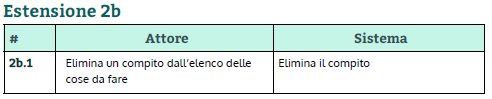 Estensione 2b
# Attore Sistema
2b.1 Elimina un compito dall'elenco delle Elimina il compito
cose da fare